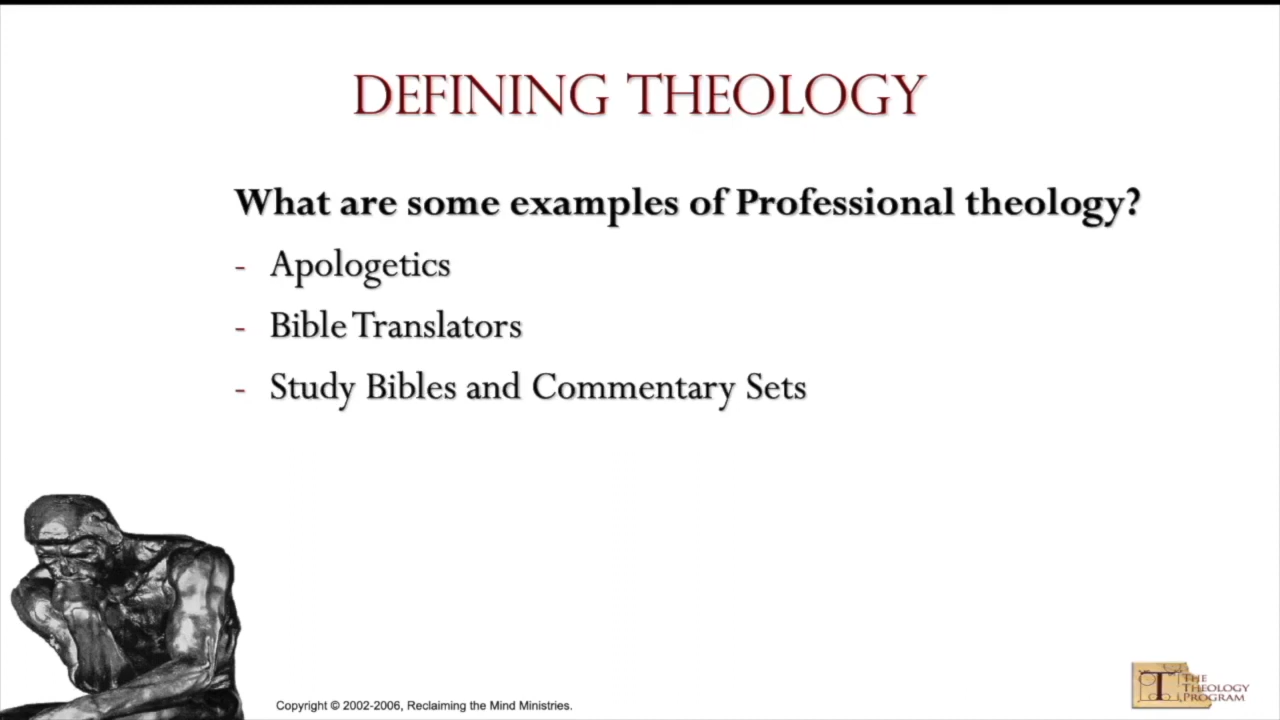 DEFINING THEOLOGY
What are some examples of Professional theology?
- Apologetics
- Bible Translators
- Study Bibles and Commentary Sets
Copyright © 2002-2006, Reclaiming the Mind Ministries.
T THE
THEOLOGY
PROGRAM